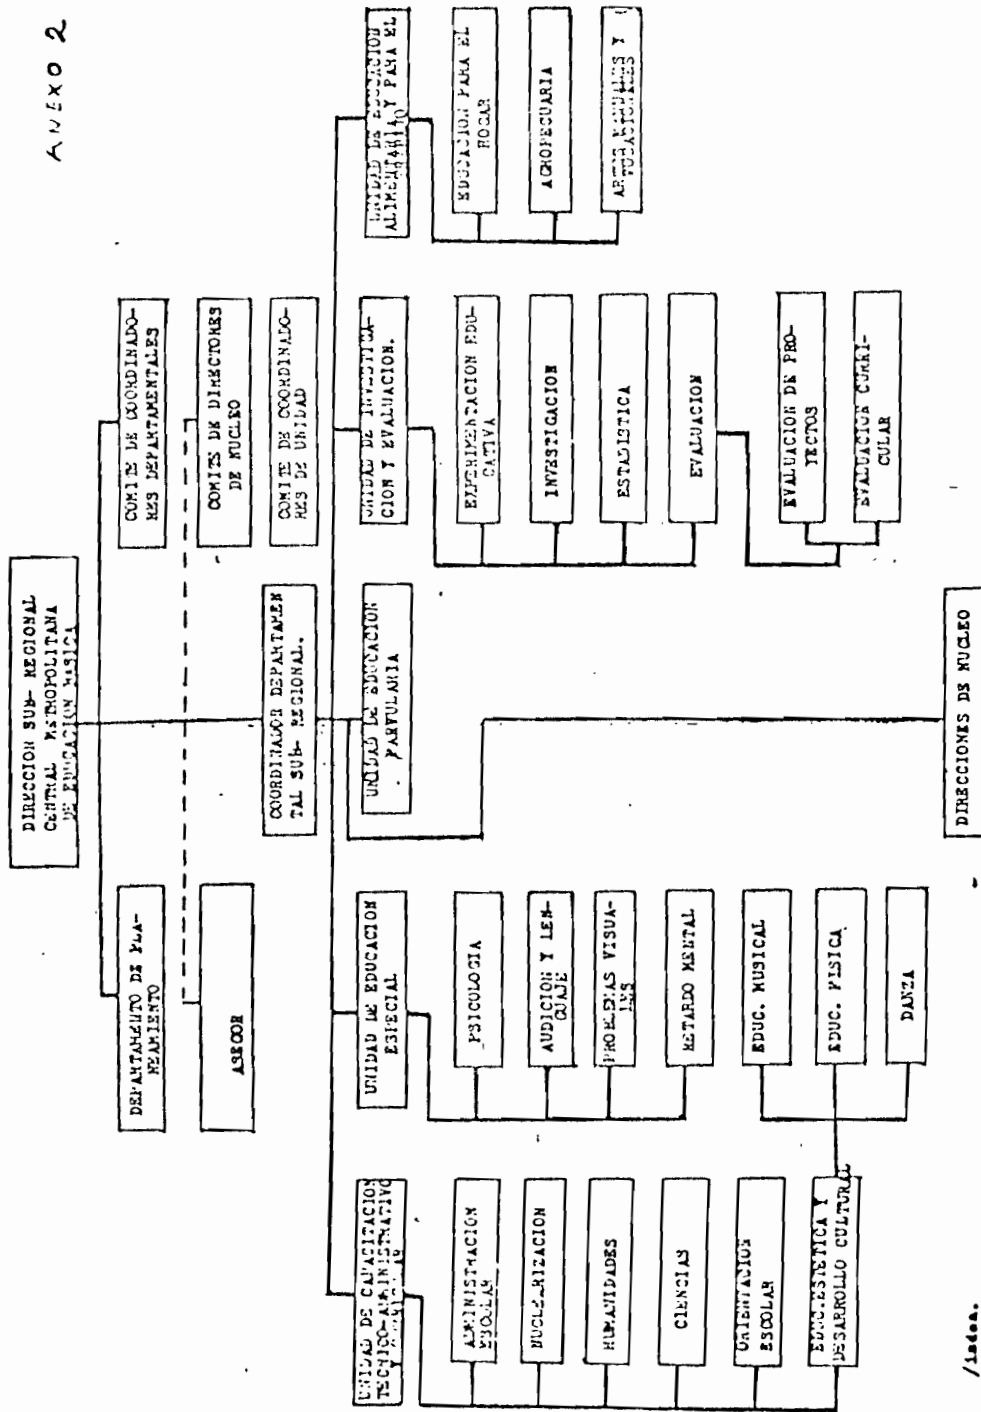 ANEXO 2
DIRECCION SUB- REGIONAL
CENTRAL METROPOLITANA
DE EDUCACION BASICA
DEPARTAMENTO DE PLA-
NEAMIENTO
COMITE DE COORDINADO-
RES DEPARTAMENTALES
ASESOR
COMITE DE DIRECTORES
DE NUCLEO
COORDINADOR DEPARTAMEN
TAL SUB- REGIONAL.
COMITE DE COORDINADO-
RES DE UNIDAD
UNIDAD DE CAPACITACION
TECNICO-ADMINISTRATIVO
ADMINISTRACION
ESCOLAR
NUCLEARIZACION
HUMANIDADES
CIENCIAS
ORIENTACION
ESCOLAR
EDUC.ESTETICA Y
DESARROLLO CULTURAL
UNIDAD DE EDUCACION
ESPECIAL
PSICOLOGIA
AUDICION Y LEN-
GUAJE
PROBLEMAS VISUA-
LES
RETARDO MENTAL
EDUC. MUSICAL
EDUC. FISICA
DANZA
UNIDAD DE EDUCACION
PARVULARIA
UNIDAD DE INVESTIGA-
CION Y EVALUACION.
EXPERIMENTACION EDU-
CATIVA
INVESTIGACION
ESTADISTICA
EVALUACION
EVALUACION DE PRO-
YECTOS
EVALUACION CURRI-
CULAR
UNIDAD DE EDUCACION
ALIMENTARIA Y PARA EL
EDUCACION PARA EL
HOGAR
AGROPECUARIA
ARTES MANUALES Y
DIRECCIONES DE NUCLEO